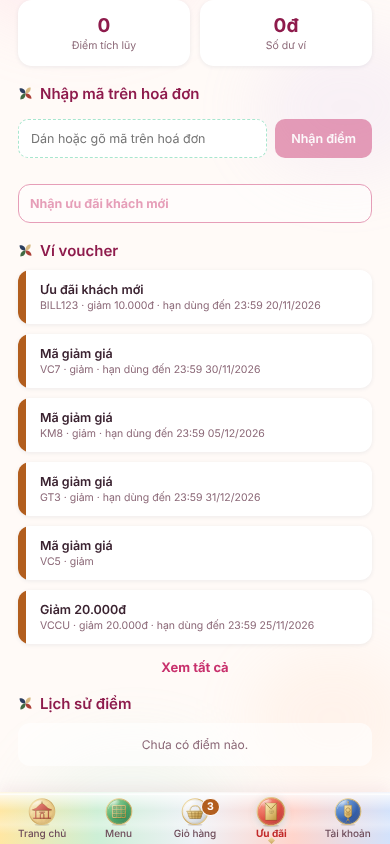 0
Điểm tích lũy
0đ
Số dư ví
Nhập mã trên hoá đơn
Dán hoặc gõ mã trên hoá đơn
Nhận điểm
Nhận ưu đãi khách mới
Ví voucher
Ưu đãi khách mới
BILL123 · giảm 10.000đ · hạn dùng đến 23:59 20/11/2026
Mã giảm giá
VC7 · giảm · hạn dùng đến 23:59 30/11/2026
Mã giảm giá
KM8 · giảm · hạn dùng đến 23:59 05/12/2026
Mã giảm giá
GT3 · giảm · hạn dùng đến 23:59 31/12/2026
Mã giảm giá
VC5 · giảm
Giảm 20.000đ
VCCU · giảm 20.000đ · hạn dùng đến 23:59 25/11/2026
Xem tất cả
Lịch sử điểm
Chưa có điểm nào.
3
Trang chủ
Menu
Giỏ hàng
Ưu đãi
Tài khoản